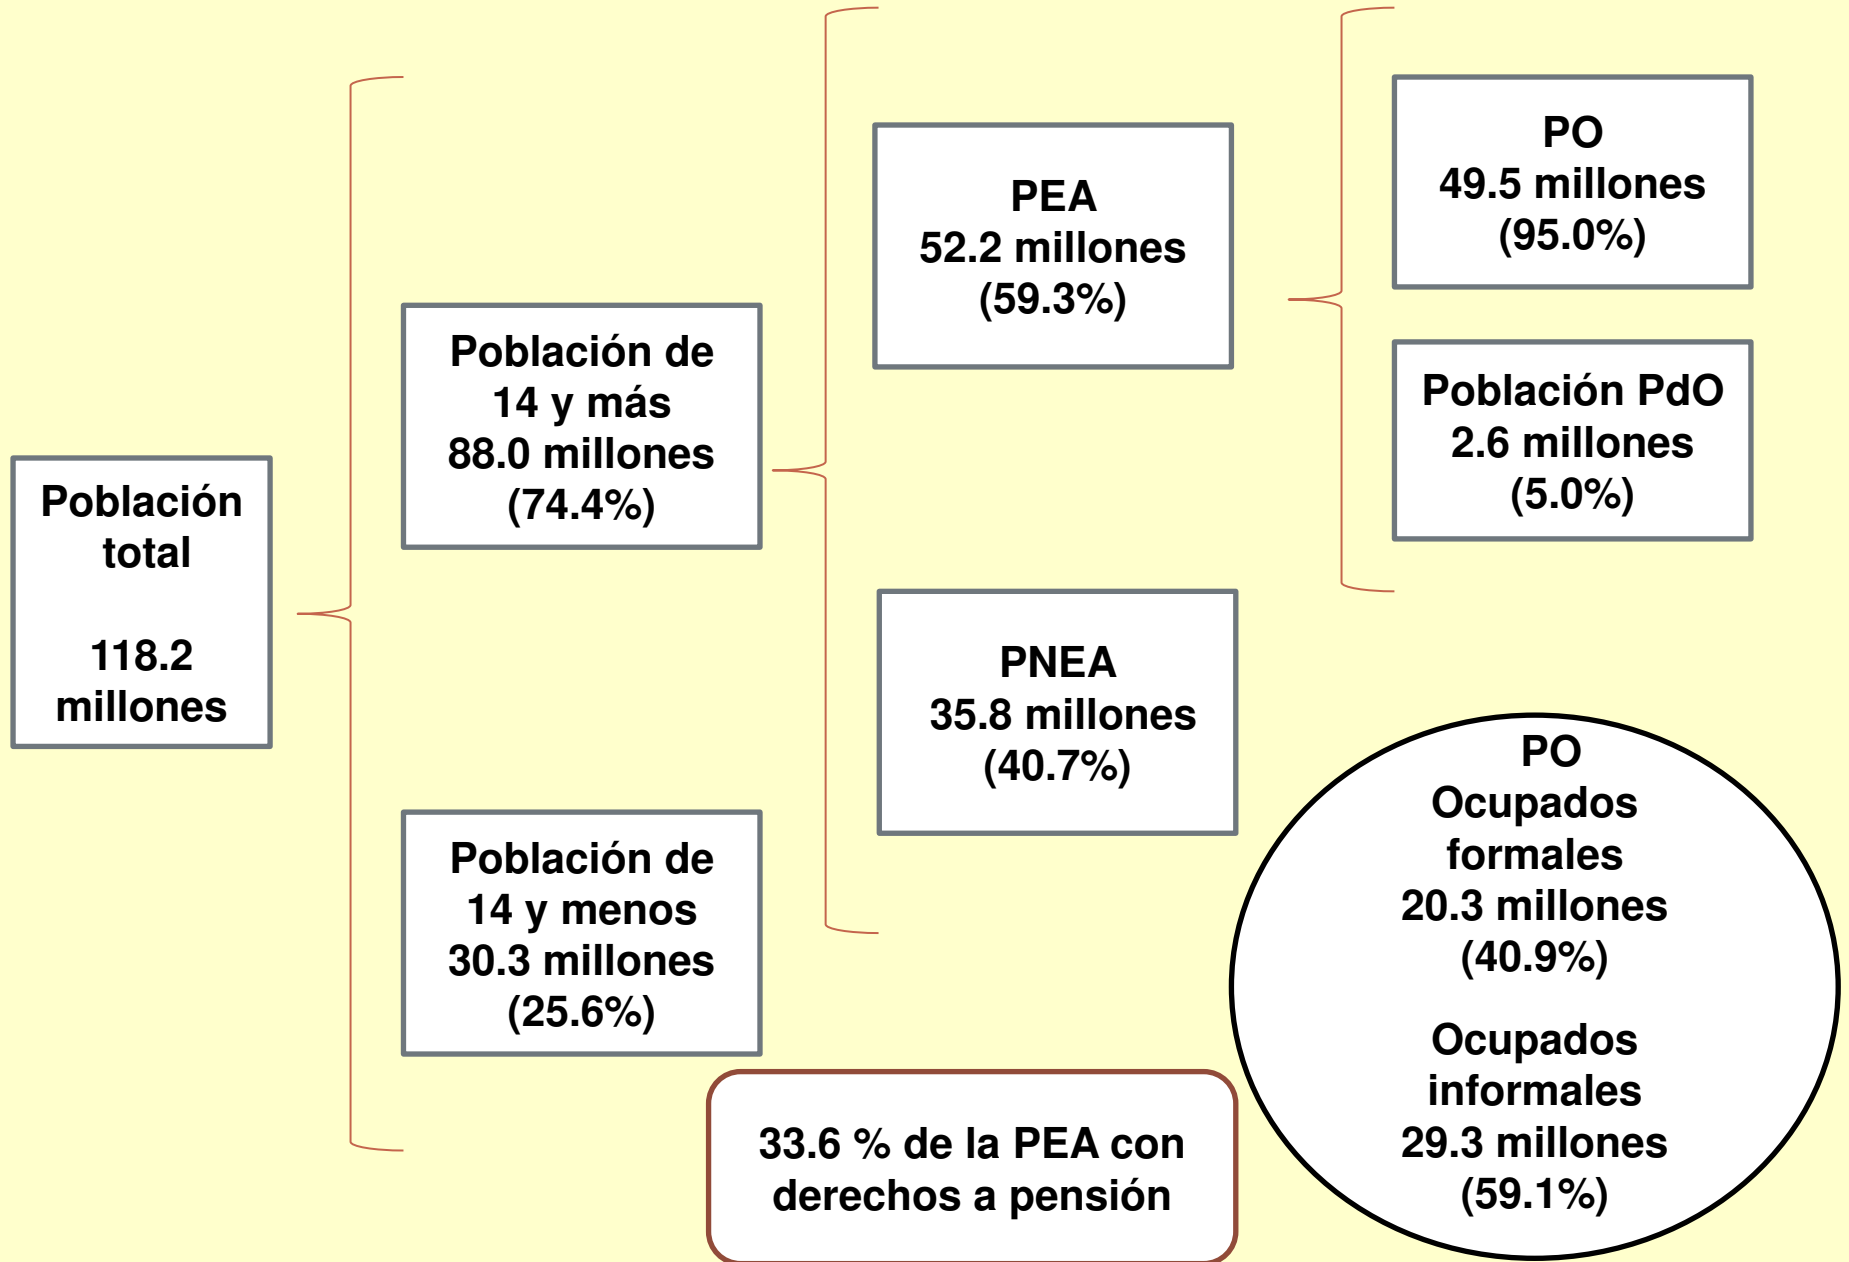 Población
total
118.2
millones
Población de
14 y más
88.0 millones
(74.4%)
Población de
14 y menos
30.3 millones
(25.6%)
PEA
52.2 millones
(59.3%)
PNEA
35.8 millones
(40.7%)
PO
49.5 millones
(95.0%)
Población PdO
2.6 millones
(5.0%)
PO
Ocupados
formales
20.3 millones
(40.9%)
Ocupados
informales
29.3 millones
(59.1%)
33.6 % de la PEA con
derechos a pensión